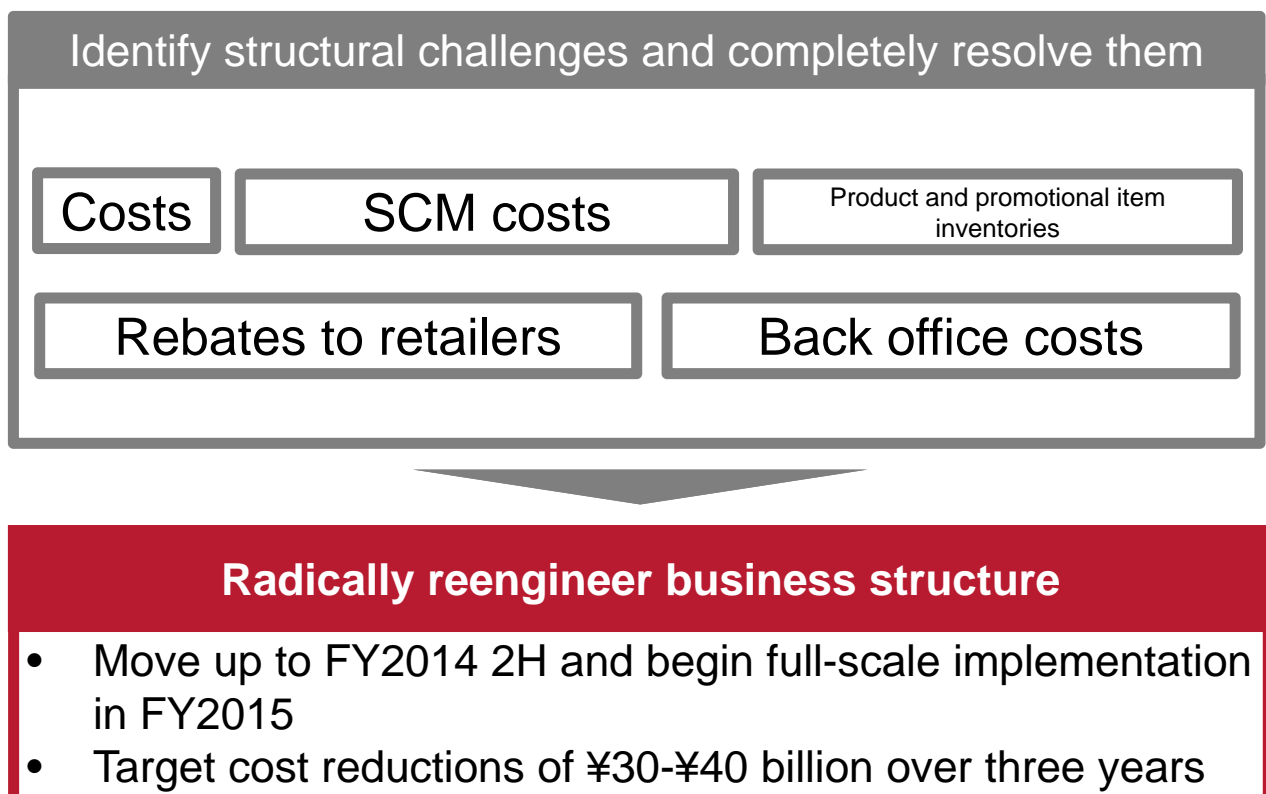 Identify structural challenges and completely resolve them
Costs
SCM costs
Product and promotional item
inventories
Rebates to retailers
Back office costs
Radically reengineer business structure
• Move up to FY2014 2H and begin full-scale implementation
in FY2015
• Target cost reductions of ¥30-¥40 billion over three years